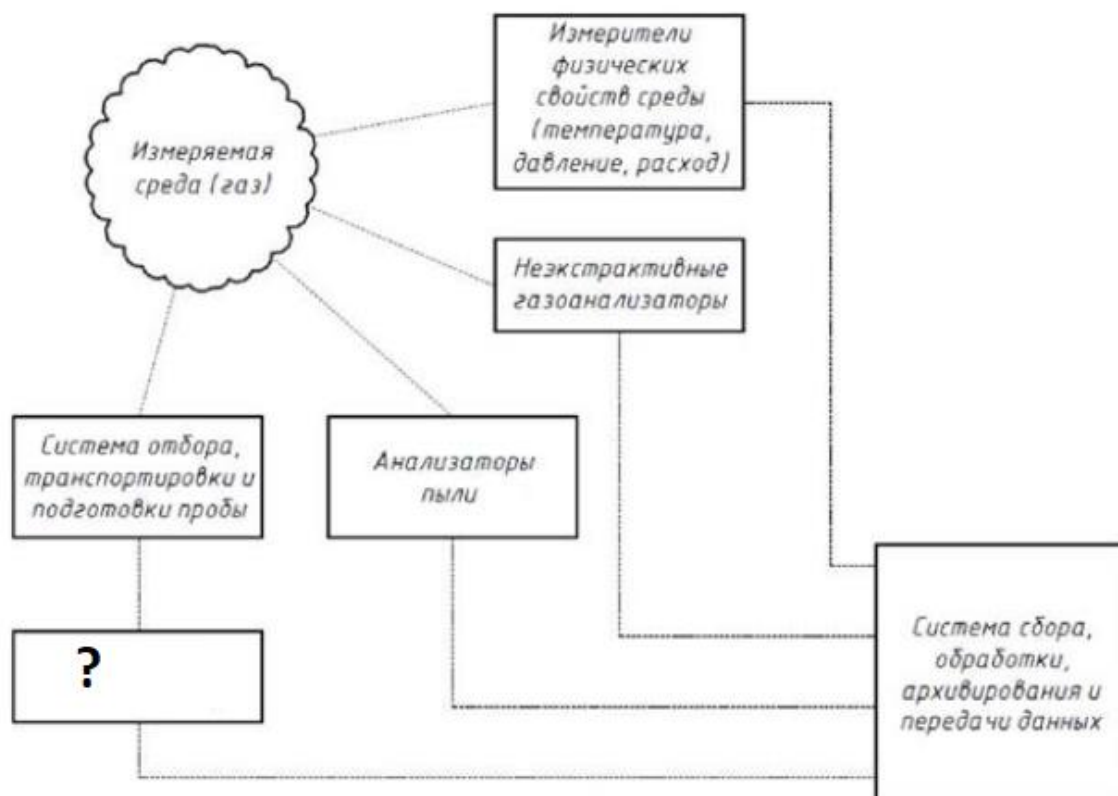 Измерители
физических
свойств среды
(температура,
давление, расход)
Измеряемая
среда (газ)
Неэкстрактивные
газоанализаторы
Система отбора,
транспортировки и
подготовки пробы
Анализаторы
пыли
?
Система сбора,
обработки,
архивирования и
передачи данных